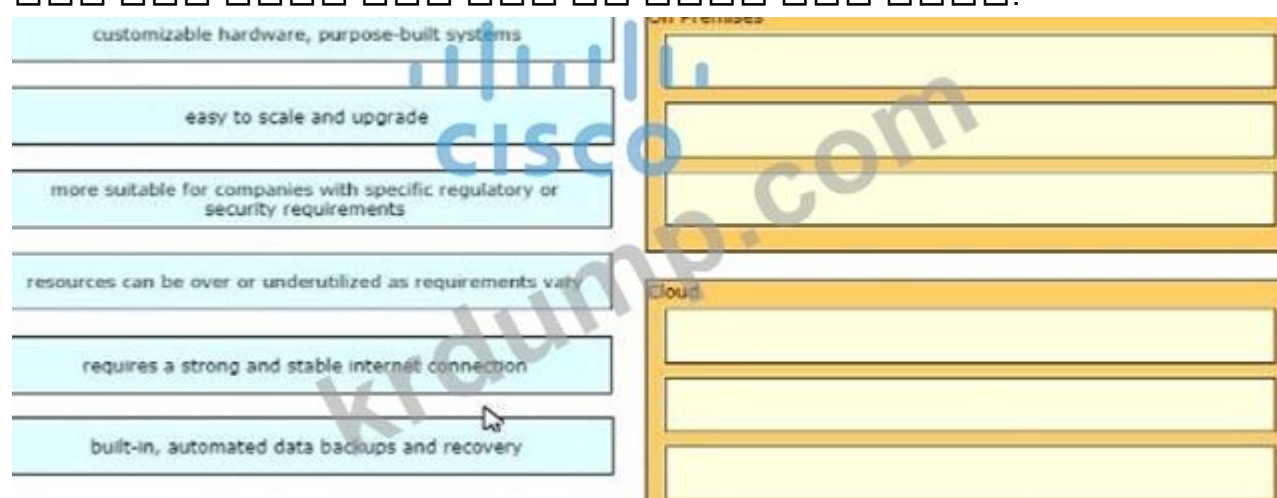 customizable hardware, purpose-built systems
easy to scale and upgrade
more suitable for companies with specific regulatory or
security requirements
resources can be over or underutilized as requirements vary
requires a strong and stable internet connection
built-in, automated data backups and recovery
On Premises
Cloud
CISCO
krdump.com